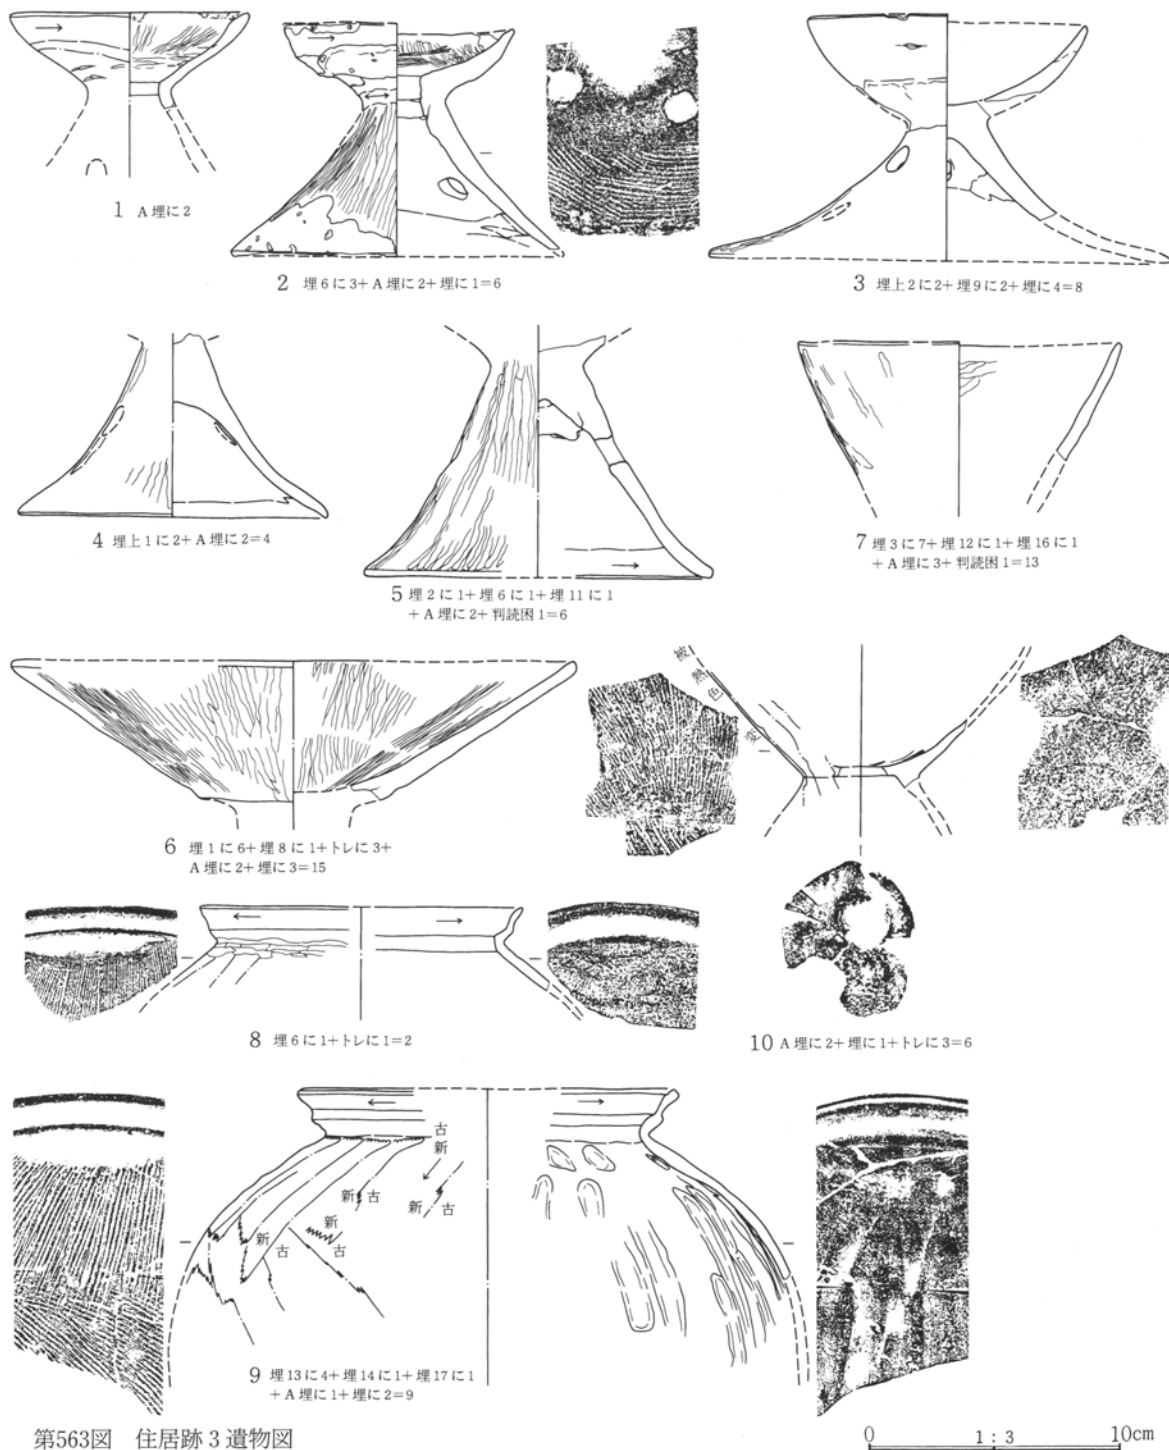 1 A埋に2
2 埋6に3+A埋に2+埋に1=6
3 埋上2に2+埋9に2+埋に4=8
4 埋上1に2+A埋に2=4
5 埋2に1+埋6に1+埋11に1
+A埋に2+判読困1=6
7 埋3に7+埋12に1+埋16に1
+A埋に3+判読困1=13
6 埋1に6+埋8に1+トレに3+
A埋に2+埋に3=15
被熱色変
8 埋6に1+トレに1=2
10 A埋に2+埋に1+トレに3=6
古
新
新 古
新 古
新
古
新
古
9 埋13に4+埋14に1+埋17に1
+A埋に1+埋に2=9
第563図 住居跡3遺物図
0 1:3 10cm